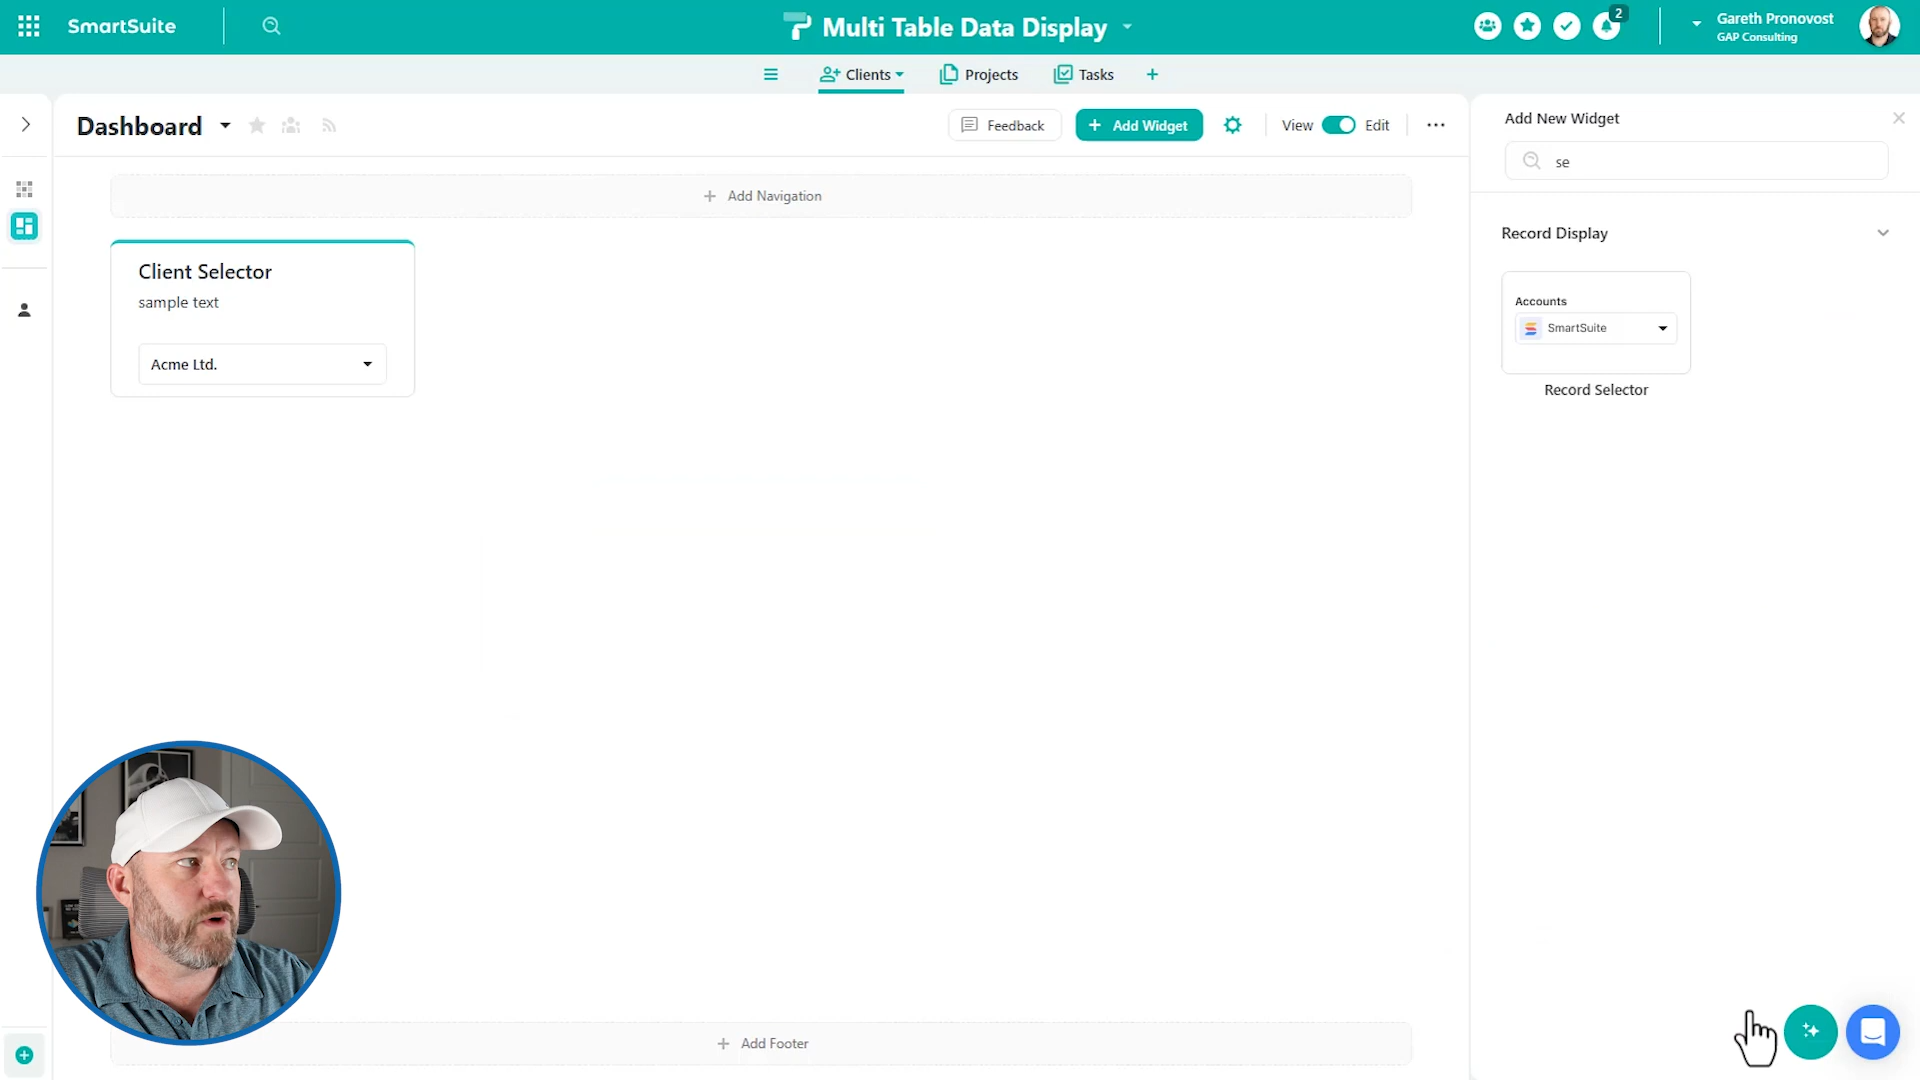 SmartSuite
Multi Table Data Display
2
Gareth Pronovost
GAP Consulting
Clients
Projects
Tasks
Dashboard
Feedback
Add Widget
View
Edit
Add New Widget
se
Add Navigation
Client Selector
sample text
Acme Ltd.
Record Display
Accounts
SmartSuite
Record Selector
Add Footer